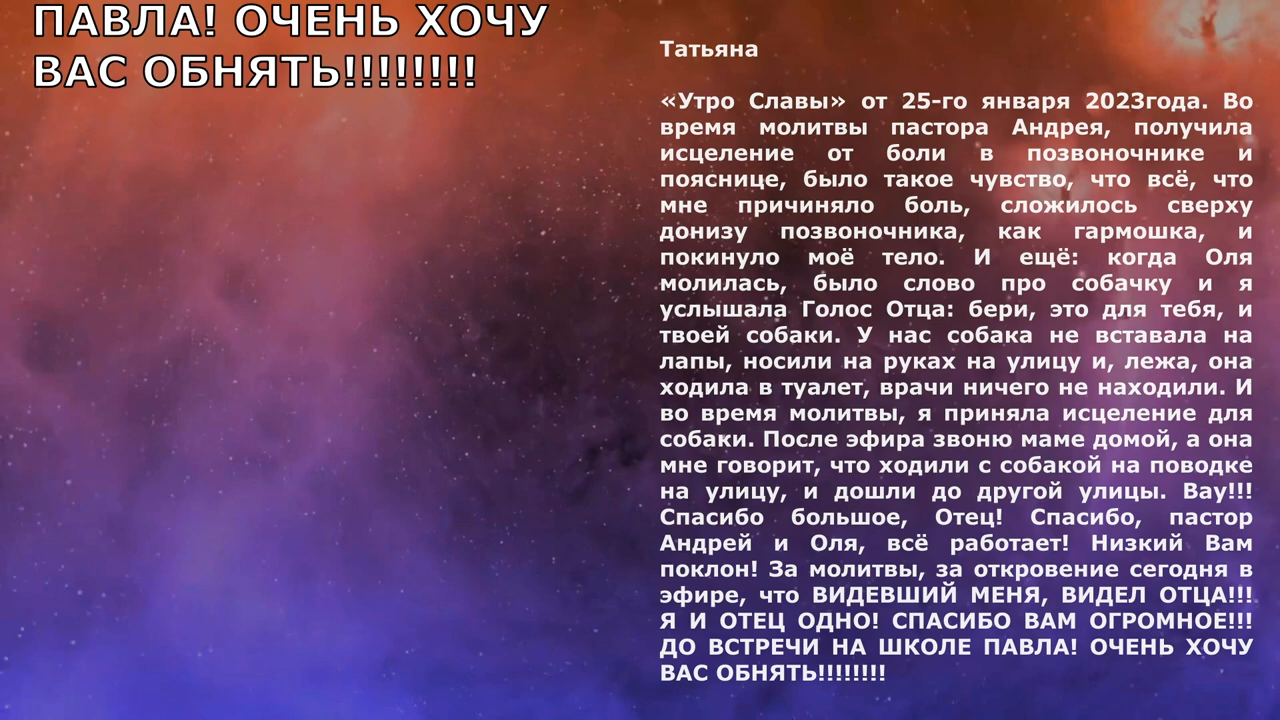 ПАВЛА! ОЧЕНЬ ХОЧУ
ВАС ОБНЯТЬ!!!!!!!!
Татьяна
«Утро Славы» от 25-го января 2023года. Во
время молитвы пастора Андрея, получила
исцеление от боли в позвоночнике и
пояснице, было такое чувство, что всё, что
мне причиняло боль, сложилось сверху
донизу позвоночника, как гармошка, и
покинуло моё тело. И ещё: когда Оля
молилась, было слово про собачку и я
услышала Голос Отца: бери, это для тебя, и
твоей собаки. У нас собака не вставала на
лапы, носили на руках на улицу и, лежа, она
ходила в туалет, врачи ничего не находили. И
во время молитвы, я приняла исцеление для
собаки. После эфира звоню маме домой, а она
мне говорит, что ходили с собакой на поводке
на улицу, и дошли до другой улицы. Вау!!!
Спасибо большое, Отец! Спасибо, пастор
Андрей и Оля, всё работает! Низкий Вам
поклон! За молитвы, за откровение сегодня в
эфире, что ВИДЕВШИЙ МЕНЯ, ВИДЕЛ ОТЦА!!!
Я И ОТЕЦ ОДНО! СПАСИБО ВАМ ОГРОМНОЕ!!!
ДО ВСТРЕЧИ НА ШКОЛЕ ПАВЛА! ОЧЕНЬ ХОЧУ
ВАС ОБНЯТЬ!!!!!!!!